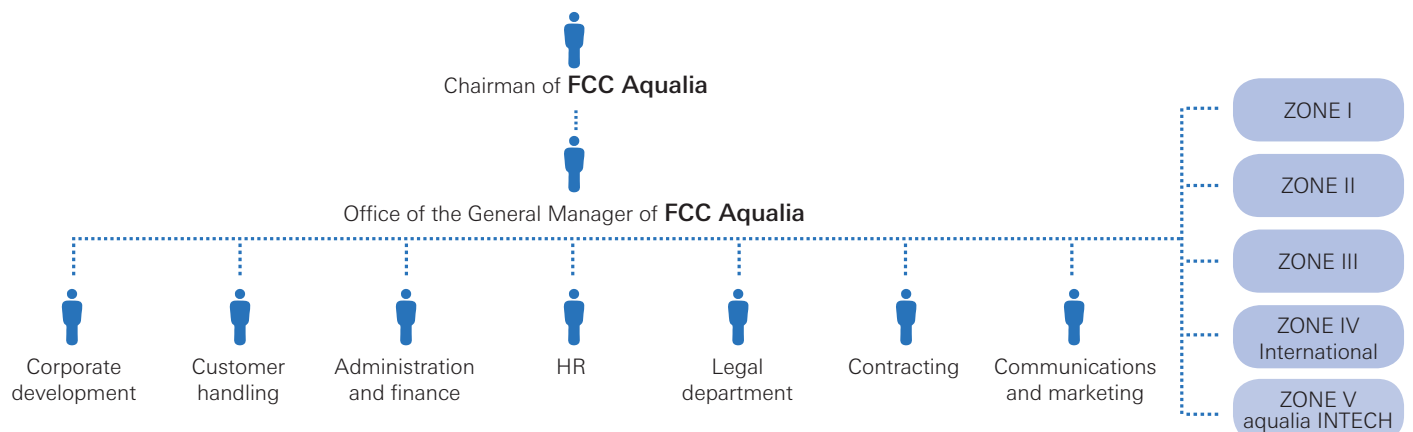 Chairman of FCC Aqualia
Office of the General Manager of FCC Aqualia
Corporate
development
Customer
handling
Administration
and finance
HR
Legal
department
Contracting
Communications
and marketing
ZONE I
ZONE II
ZONE III
ZONE IV
International
ZONE V
aqualia INTECH